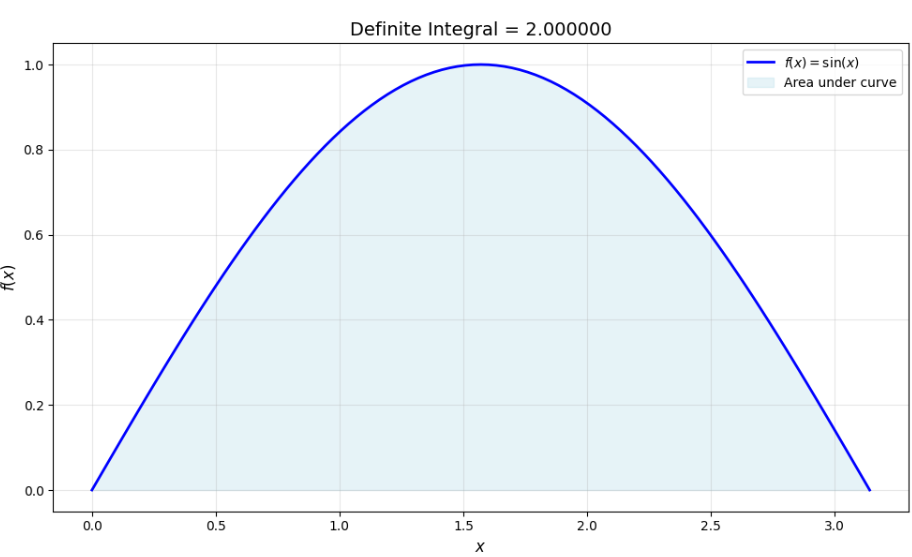 Definite Integral = 2.000000
f(x) = sin(x)
Area under curve
f(x)
1.0
0.8
0.6
0.4
0.2
0.0
0.0 0.5 1.0 1.5 2.0 2.5 3.0
x